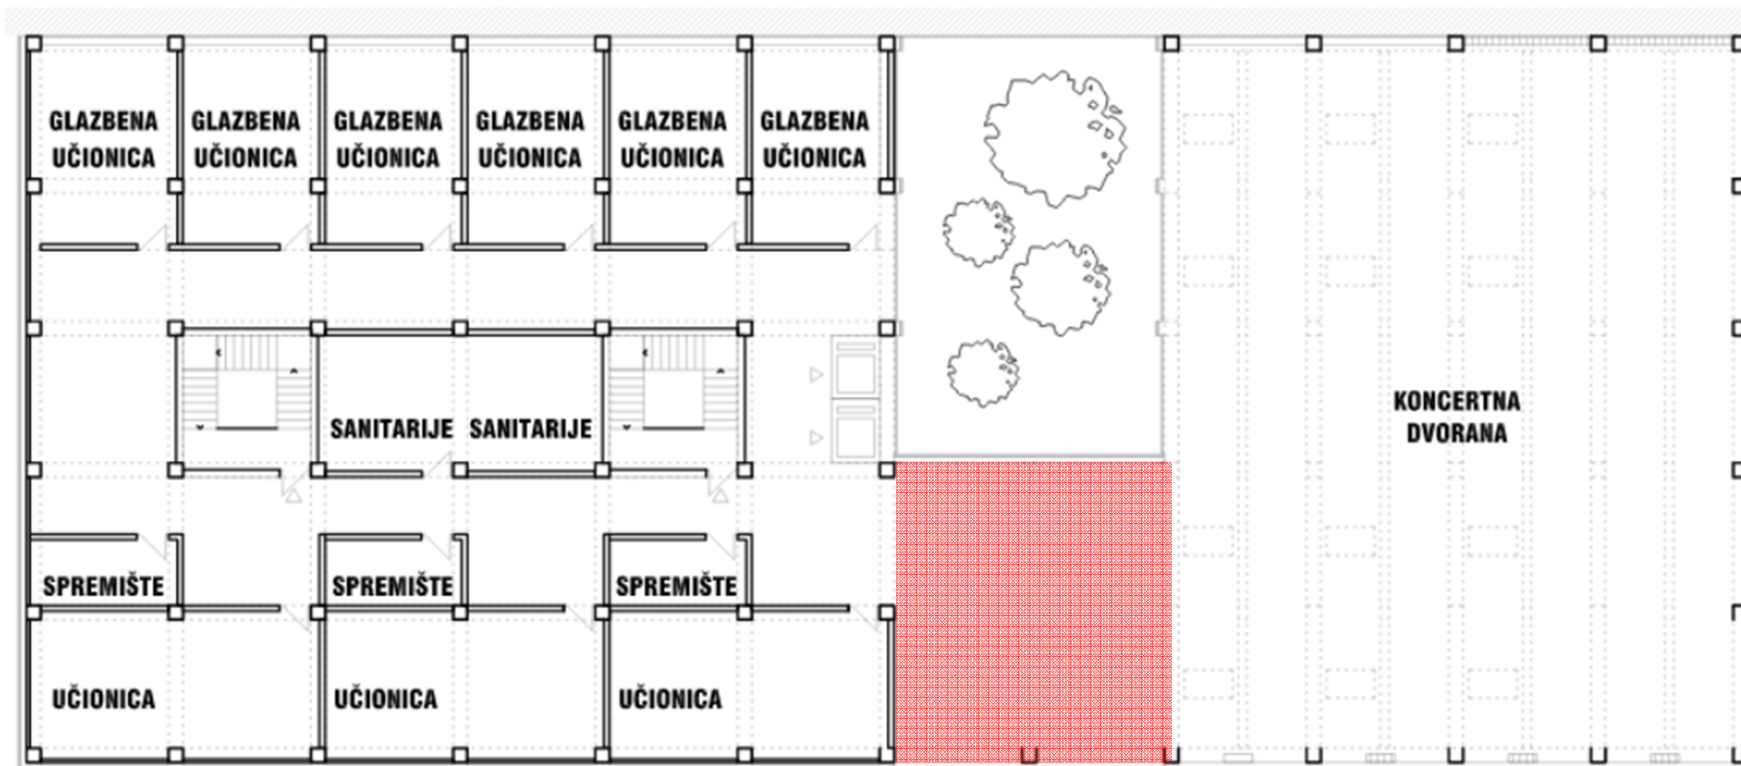 GLAZBENA
UČIONICA
GLAZBENA
UČIONICA
GLAZBENA
UČIONICA
GLAZBENA
UČIONICA
GLAZBENA
UČIONICA
GLAZBENA
UČIONICA
SANITARIJE
SANITARIJE
KONCERTNA
DVORANA
SPREMIŠTE
SPREMIŠTE
SPREMIŠTE
UČIONICA
UČIONICA
UČIONICA